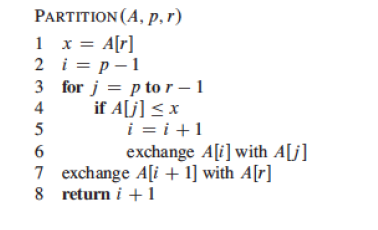 PARTITION(A, p, r)
1 x = A[r]
2 i = p − 1
3 for j = p to r − 1
4 if A[j] ≤ x
5 i = i + 1
6 exchange A[i] with A[j]
7 exchange A[i + 1] with A[r]
8 return i + 1